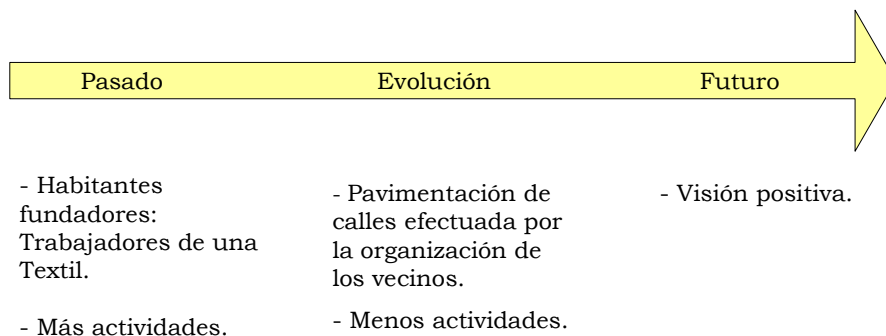 Pasado Evolución Futuro
- Habitantes
fundadores:
Trabajadores de una
Textil.
- Más actividades.
- Pavimentación de
calles efectuada por
la organización de
los vecinos.
- Menos actividades.
- Visión positiva.